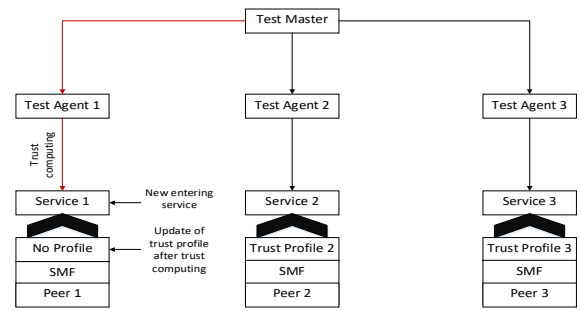 Test Master
Test Agent 1
Test Agent 2
Test Agent 3
Trust
computing
Service 1
New entering
service
Service 2
Service 3
No Profile
Update of
trust profile
after trust
computing
Trust Profile 2
Trust Profile 3
SMF
SMF
SMF
Peer 1
Peer 2
Peer 3